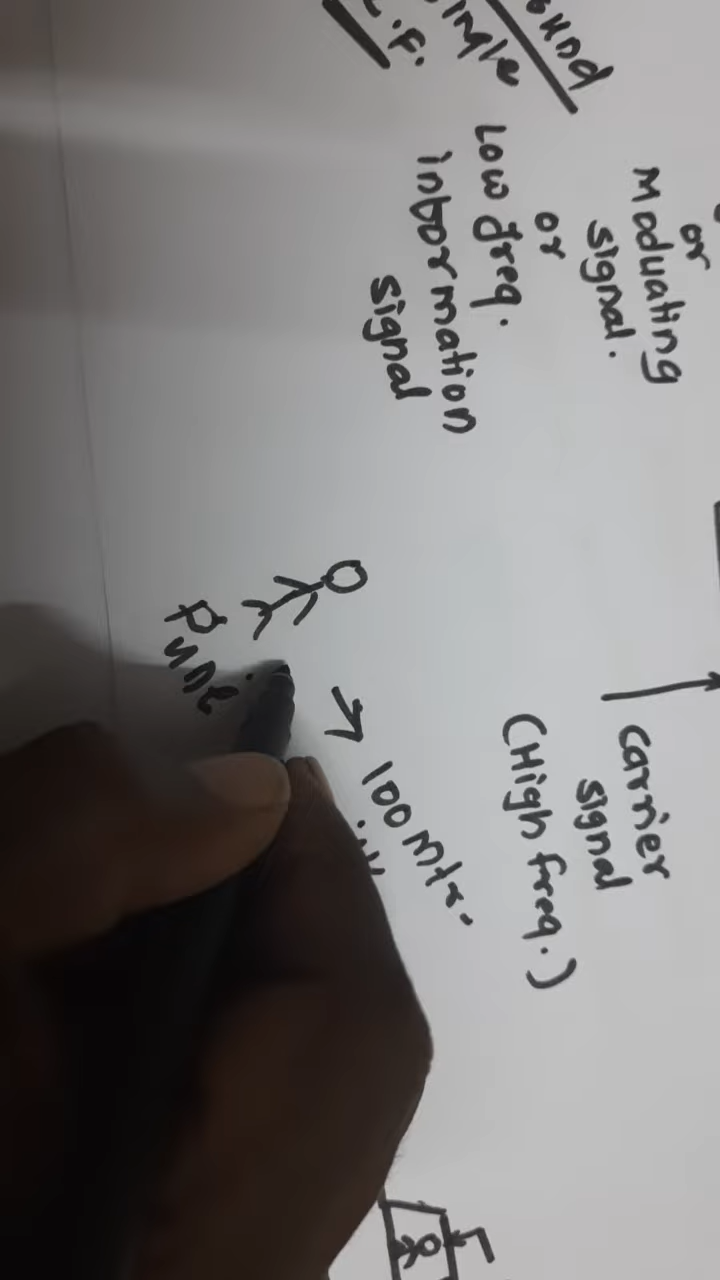 or
Moduating
signal.
or
Low freq.
information
signal
Carrier
signal
(High freq.)
100 mtr.
Pune